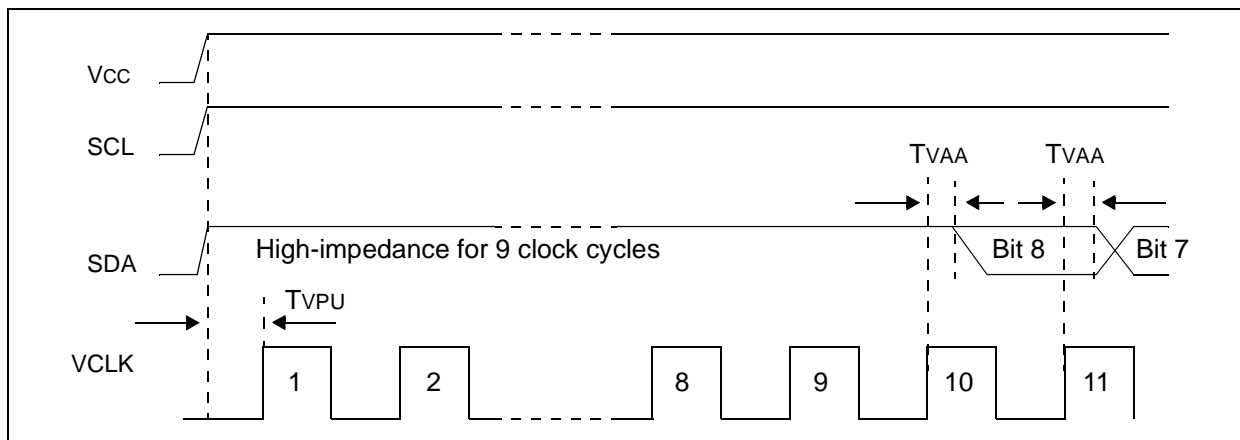 VCC
SCL
TVAA TVAA
SDA
High-impedance for 9 clock cycles
Bit 8
Bit 7
TVPU
VCLK
1 2 8 9 10 11